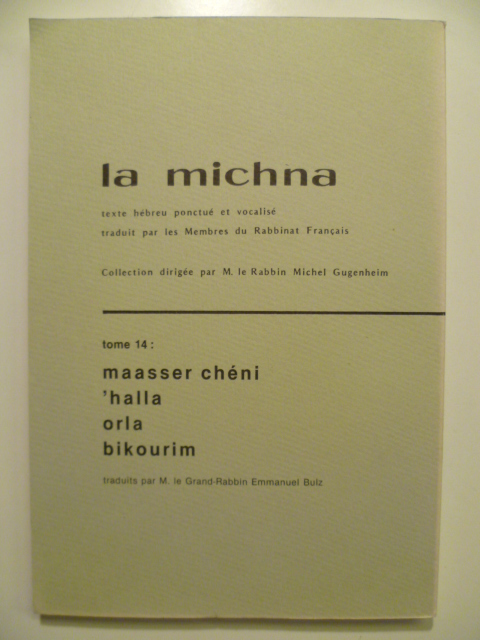 la michna
texte hébreu ponctué et vocalisé
traduit par les Membres du Rabbinat Français
Collection dirigée par M. le Rabbin Michel Gugenheim
tome 14 :
maasser chéni
'halla
orla
bikourim
traduits par M. le Grand-Rabbin Emmanuel Bulz